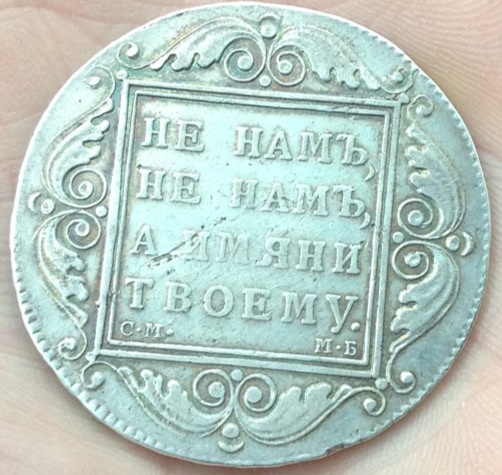 НЕ НАМЪ,
НЕ НАМЪ,
А ИМЯНИ
ТВОЕМУ.
С·М·
М·Б